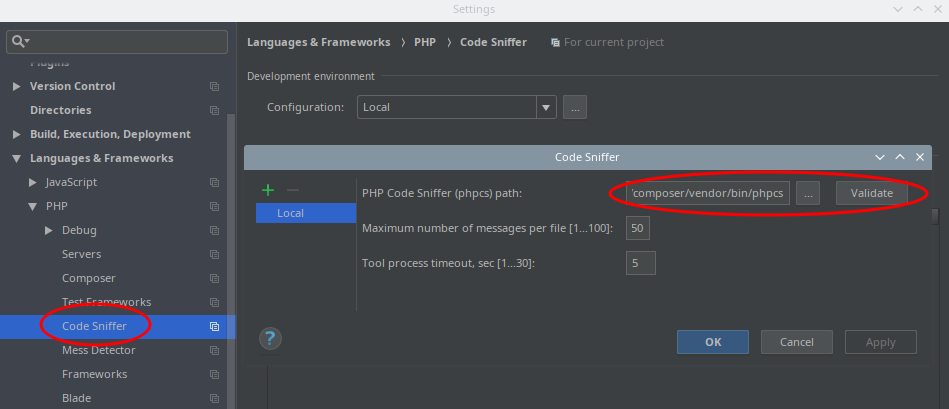 Settings
Plugins
Version Control
Directories
Build, Execution, Deployment
Languages & Frameworks
JavaScript
PHP
Debug
Servers
Composer
Test Frameworks
Code Sniffer
Mess Detector
Frameworks
Blade
Languages & Frameworks › PHP › Code Sniffer For current project
Development environment
Configuration: Local ...
Code Sniffer
Local
PHP Code Sniffer (phpcs) path: composer/vendor/bin/phpcs ... Validate
Maximum number of messages per file [1...100]: 50
Tool process timeout, sec [1...30]: 5
?
OK Cancel Apply